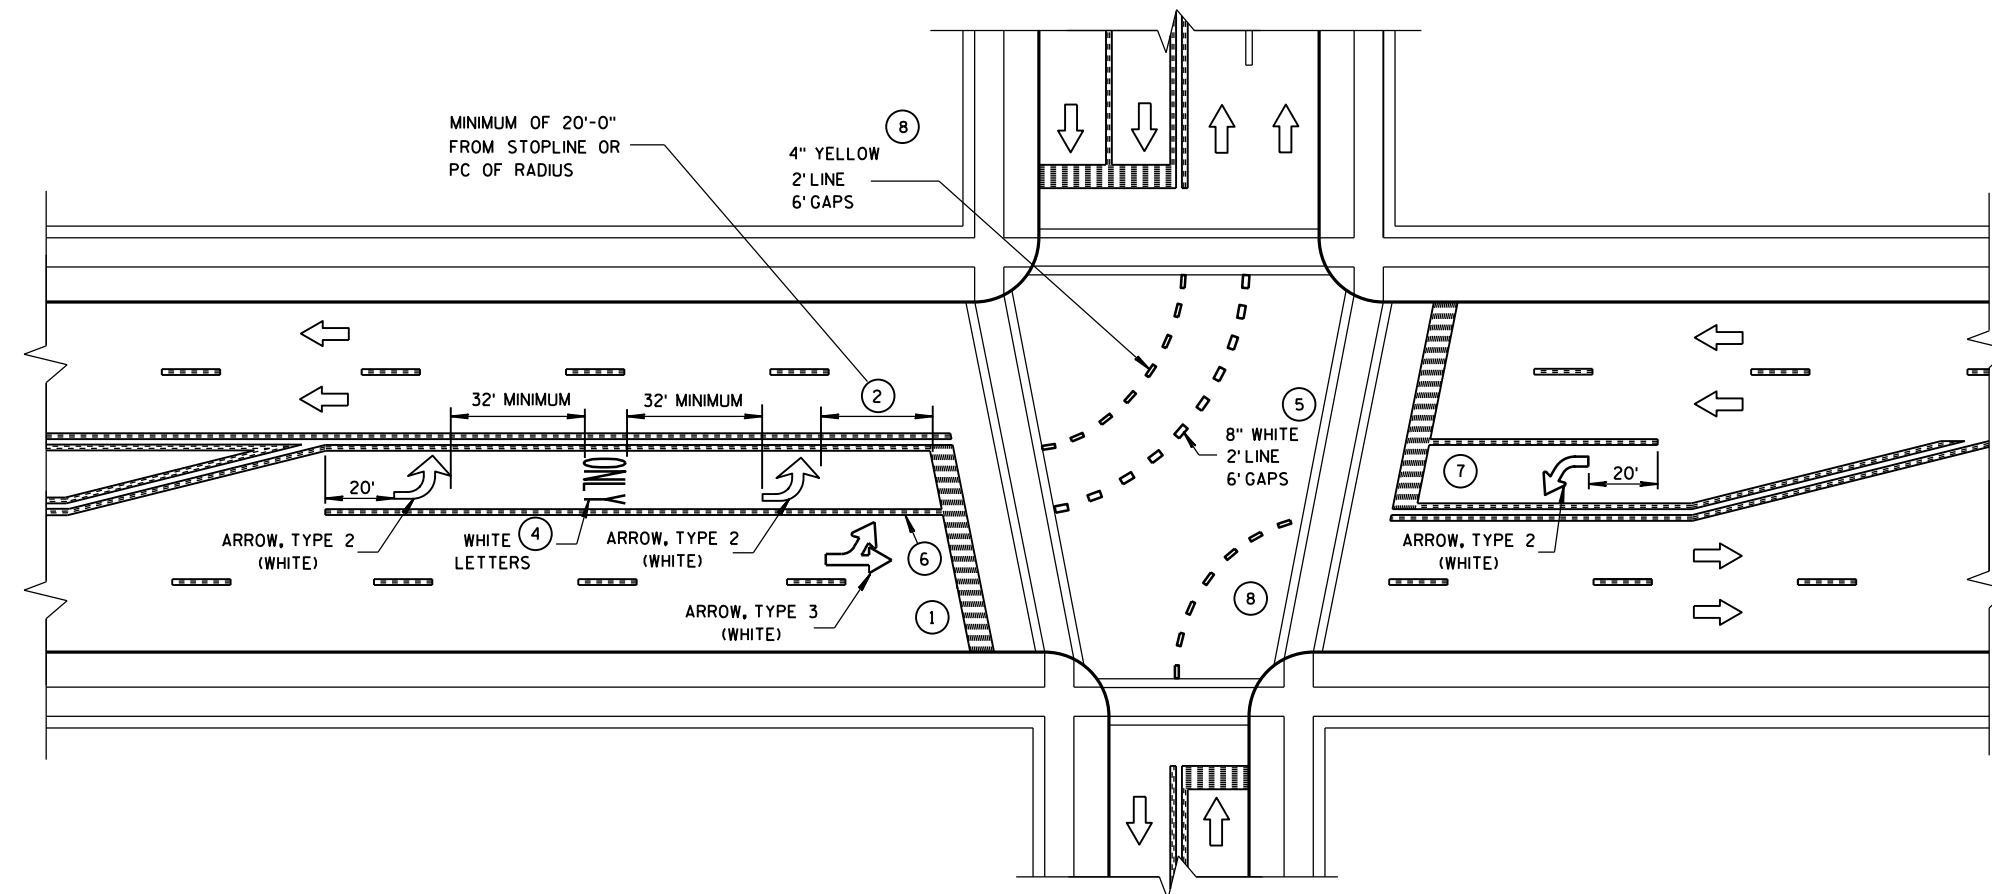 MINIMUM OF 20'-0"
FROM STOPLINE OR
PC OF RADIUS
8
4" YELLOW
2' LINE
6' GAPS
32' MINIMUM
32' MINIMUM
2
5
8" WHITE
2' LINE
6' GAPS
7
20'
20'
ONLY
ARROW, TYPE 2
(WHITE)
WHITE
LETTERS
4
ARROW, TYPE 2
(WHITE)
6
ARROW, TYPE 2
(WHITE)
8
ARROW, TYPE 3
(WHITE)
1